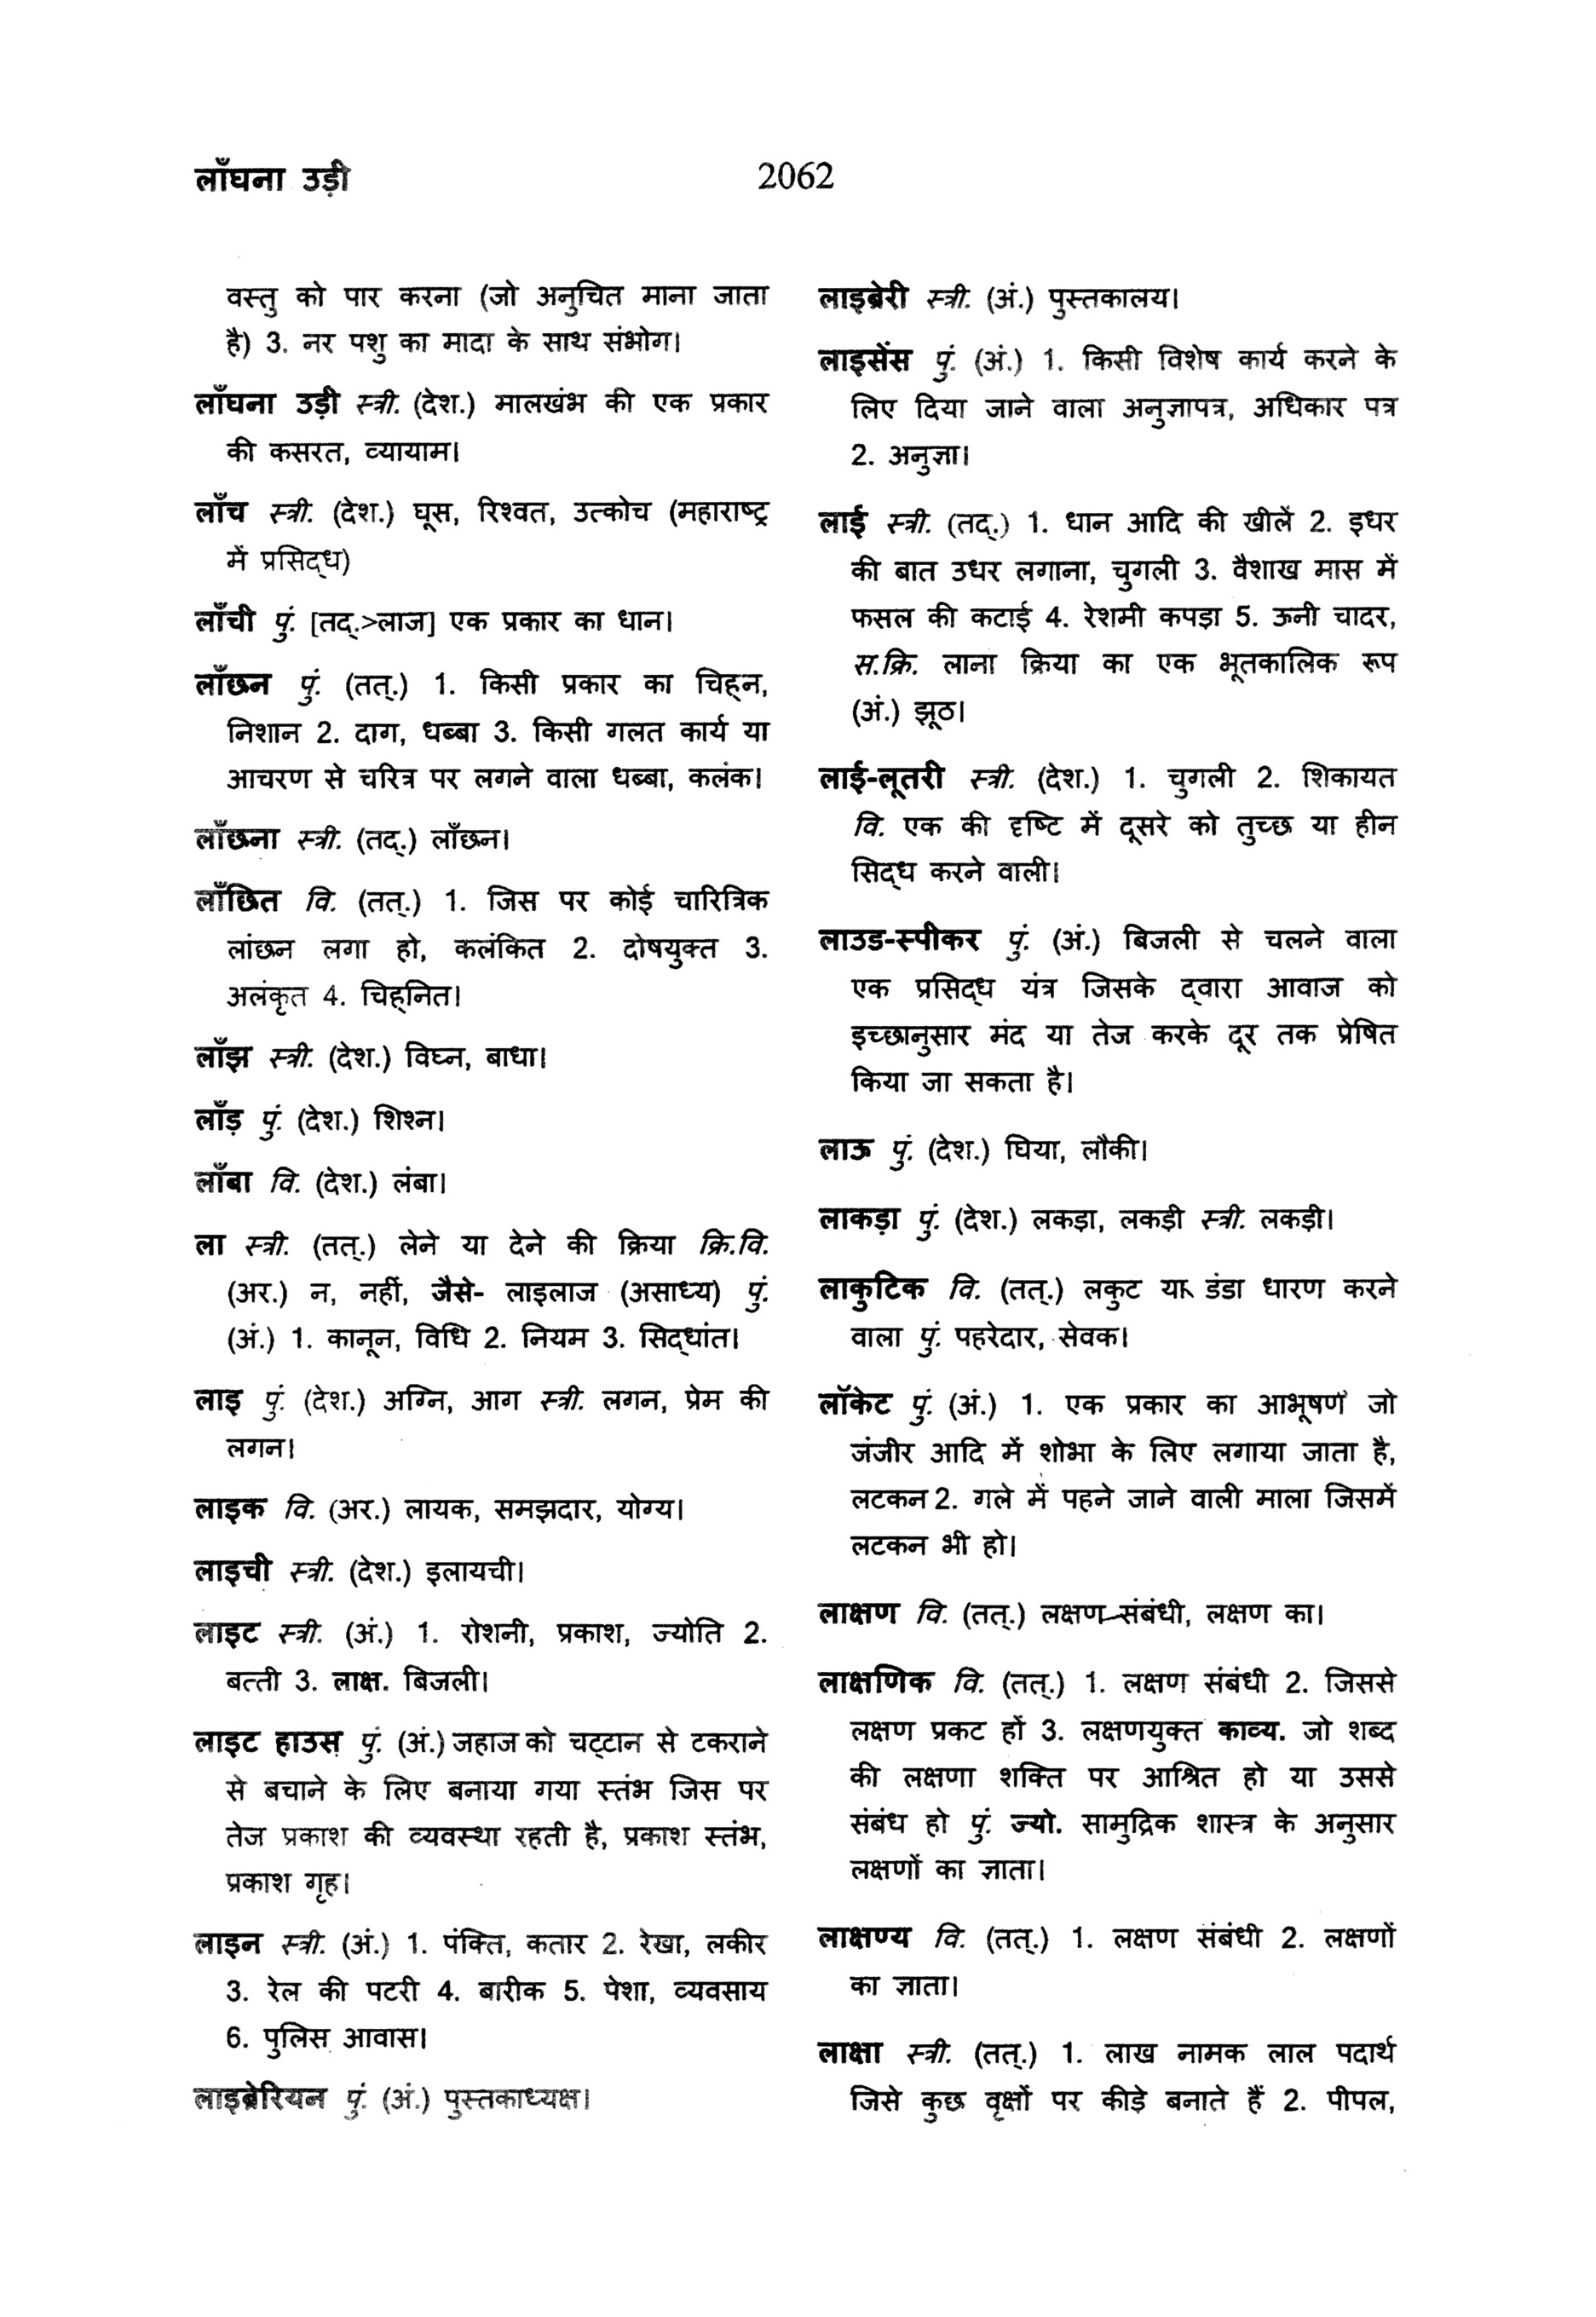 लाँघना उड़ी
2062
वस्तु को पार करना (जो अनुचित माना जाता
है) 3. नर पशु का मादा के साथ संभोग।
लाँघना उड़ी स्त्री. (देश.) मालखंभ की एक प्रकार
की कसरत, व्यायाम।
लाँच स्त्री. (देश.) घूस, रिश्वत, उत्कोच (महाराष्ट्र
में प्रसिद्ध)
लाँची पुं. [तद्.>लाज] एक प्रकार का धान।
लाँछन पुं. (तत्.) 1. किसी प्रकार का चिह्न,
निशान 2. दाग, धब्बा 3. किसी गलत कार्य या
आचरण से चरित्र पर लगने वाला धब्बा, कलंक।
लाँछना स्त्री. (तद्.) लाँछन।
लाँछित वि. (तत्.) 1. जिस पर कोई चारित्रिक
लांछन लगा हो, कलंकित 2. दोषयुक्त 3.
अलंकृत 4. चिह्नित।
लाँझ स्त्री. (देश.) विघ्न, बाधा।
लाँड़ पुं. (देश.) शिश्न।
लाँबा वि. (देश.) लंबा।
ला स्त्री. (तत्.) लेने या देने की क्रिया क्रि.वि.
(अर.) न, नहीं, जैसे- लाइलाज (असाध्य) पुं.
(अं.) 1. कानून, विधि 2. नियम 3. सिद्धांत।
लाइ पुं. (देश.) अग्नि, आग स्त्री. लगन, प्रेम की
लगन।
लाइक वि. (अर.) लायक, समझदार, योग्य।
लाइची स्त्री. (देश.) इलायची।
लाइट स्त्री. (अं.) 1. रोशनी, प्रकाश, ज्योति 2.
बत्ती 3. लाक्ष. बिजली।
लाइट हाउस पुं. (अं.) जहाज को चट्टान से टकराने
से बचाने के लिए बनाया गया स्तंभ जिस पर
तेज प्रकाश की व्यवस्था रहती है, प्रकाश स्तंभ,
प्रकाश गृह।
लाइन स्त्री. (अं.) 1. पंक्ति, कतार 2. रेखा, लकीर
3. रेल की पटरी 4. बारीक 5. पेशा, व्यवसाय
6. पुलिस आवास।
लाइब्रेरियन पुं. (अं.) पुस्तकाध्यक्ष।
लाइब्रेरी स्त्री. (अं.) पुस्तकालय।
लाइसेंस पुं. (अं.) 1. किसी विशेष कार्य करने के
लिए दिया जाने वाला अनुज्ञापत्र, अधिकार पत्र
2. अनुज्ञा।
लाई स्त्री. (तद्.) 1. धान आदि की खीलें 2. इधर
की बात उधर लगाना, चुगली 3. वैशाख मास में
फसल की कटाई 4. रेशमी कपड़ा 5. ऊनी चादर,
स.क्रि. लाना क्रिया का एक भूतकालिक रूप
(अं.) झूठ।
लाई-लूतरी स्त्री. (देश.) 1. चुगली 2. शिकायत
वि. एक की दृष्टि में दूसरे को तुच्छ या हीन
सिद्ध करने वाली।
लाउड-स्पीकर पुं. (अं.) बिजली से चलने वाला
एक प्रसिद्ध यंत्र जिसके द्वारा आवाज को
इच्छानुसार मंद या तेज करके दूर तक प्रेषित
किया जा सकता है।
लाऊ पुं. (देश.) घिया, लौकी।
लाकड़ा पुं. (देश.) लकड़ा, लकड़ी स्त्री. लकड़ी।
लाकुटिक वि. (तत्.) लकुट या डंडा धारण करने
वाला पुं. पहरेदार, सेवक।
लॉकेट पुं. (अं.) 1. एक प्रकार का आभूषण जो
जंजीर आदि में शोभा के लिए लगाया जाता है,
लटकन 2. गले में पहने जाने वाली माला जिसमें
लटकन भी हो।
लाक्षण वि. (तत्.) लक्षण-संबंधी, लक्षण का।
लाक्षणिक वि. (तत्.) 1. लक्षण संबंधी 2. जिससे
लक्षण प्रकट हों 3. लक्षणयुक्त काव्य. जो शब्द
की लक्षणा शक्ति पर आश्रित हो या उससे
संबंध हो पुं. ज्यो. सामुद्रिक शास्त्र के अनुसार
लक्षणों का ज्ञाता।
लाक्षण्य वि. (तत्.) 1. लक्षण संबंधी 2. लक्षणों
का ज्ञाता।
लाक्षा स्त्री. (तत्.) 1. लाख नामक लाल पदार्थ
जिसे कुछ वृक्षों पर कीड़े बनाते हैं 2. पीपल,